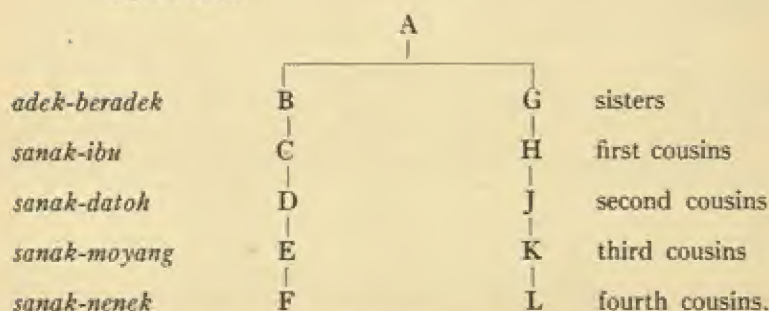 A
adek-beradek B G sisters
sanak-ibu C H first cousins
sanak-datoh D J second cousins
sanak-moyang E K third cousins
sanak-nenek F L fourth cousins.